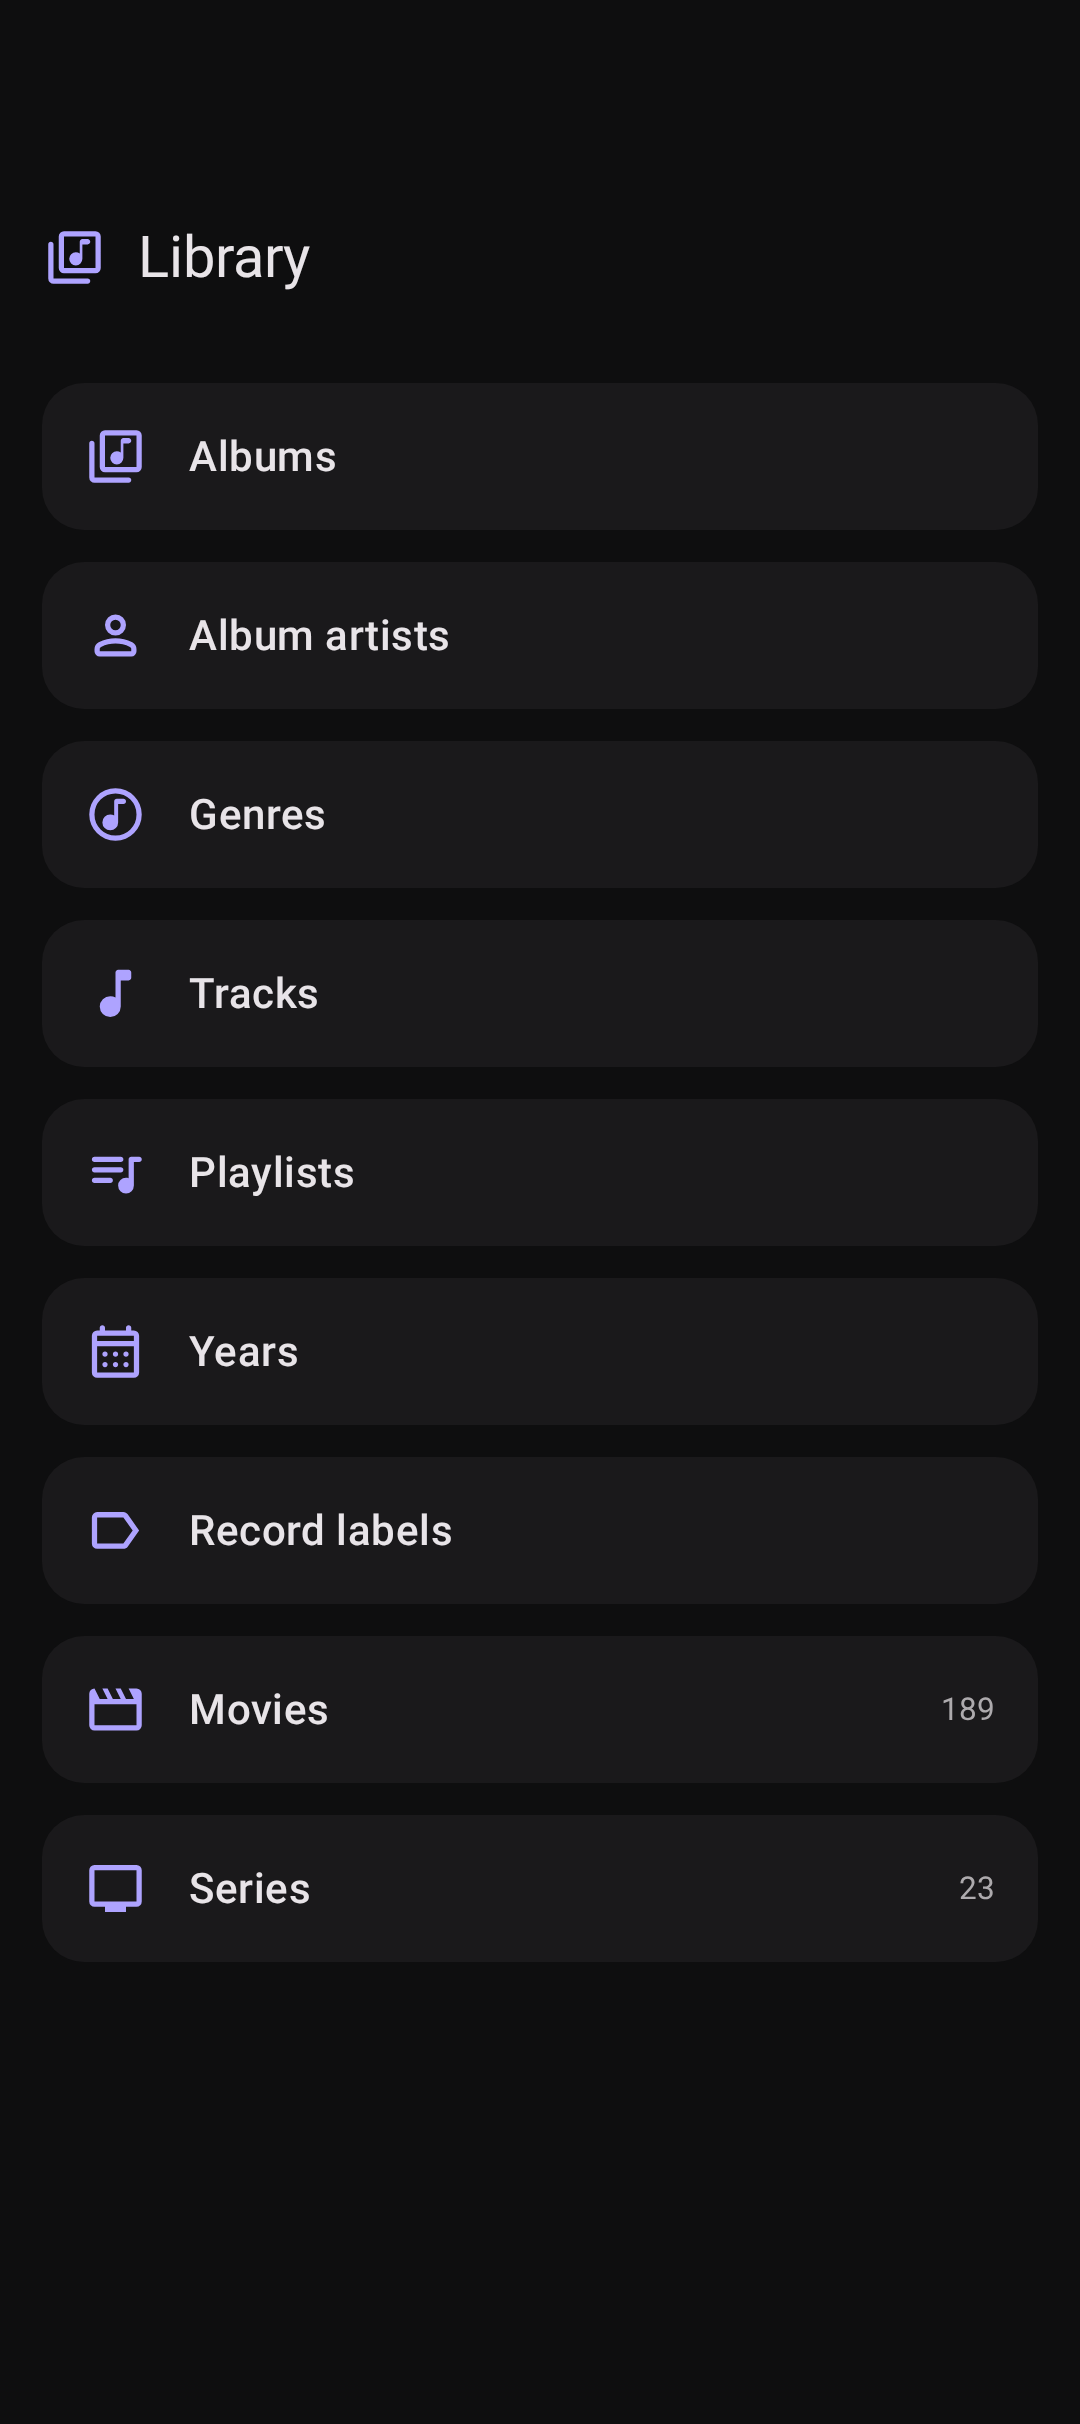 Library
Albums
Album artists
Genres
Tracks
Playlists
Years
Record labels
Movies 189
Series 23